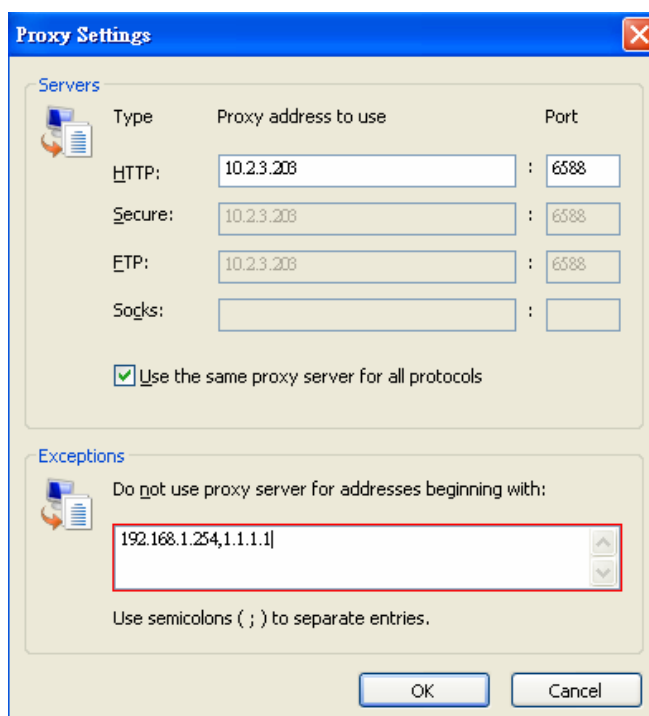 Proxy Settings
Servers
Type Proxy address to use Port
HTTP: 10.2.3.203 : 6588
Secure: 10.2.3.203 : 6588
FTP: 10.2.3.203 : 6588
Socks: :
Use the same proxy server for all protocols
Exceptions
Do not use proxy server for addresses beginning with:
192.168.1.254,1.1.1.1
Use semicolons ( ; ) to separate entries.
OK Cancel